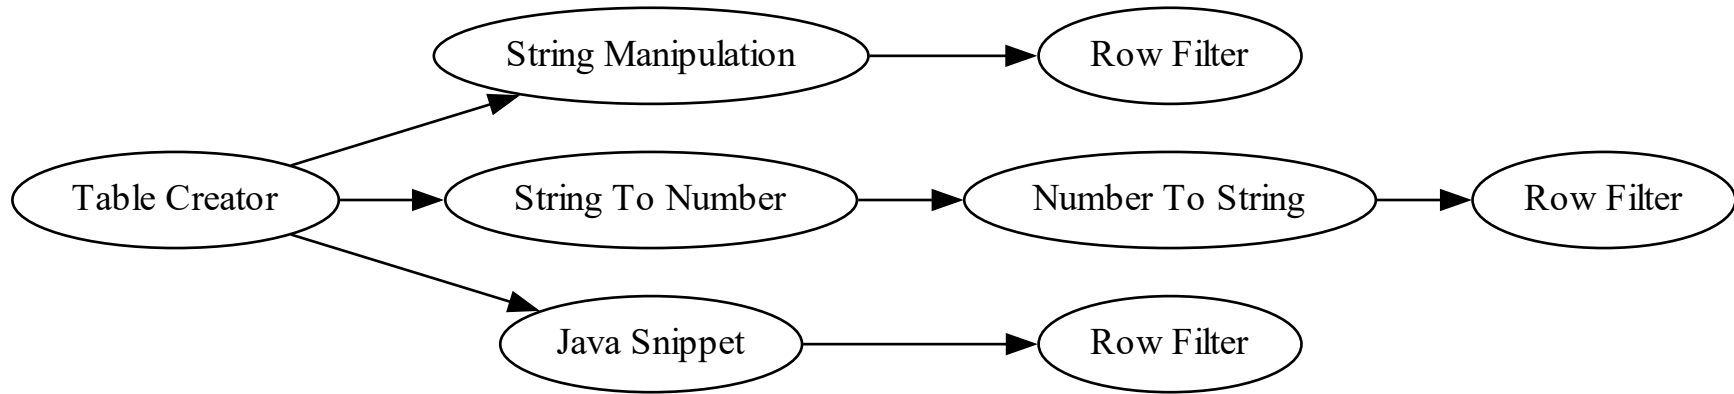 String Manipulation
Row Filter
Table Creator
String To Number
Number To String
Row Filter
Java Snippet
Row Filter